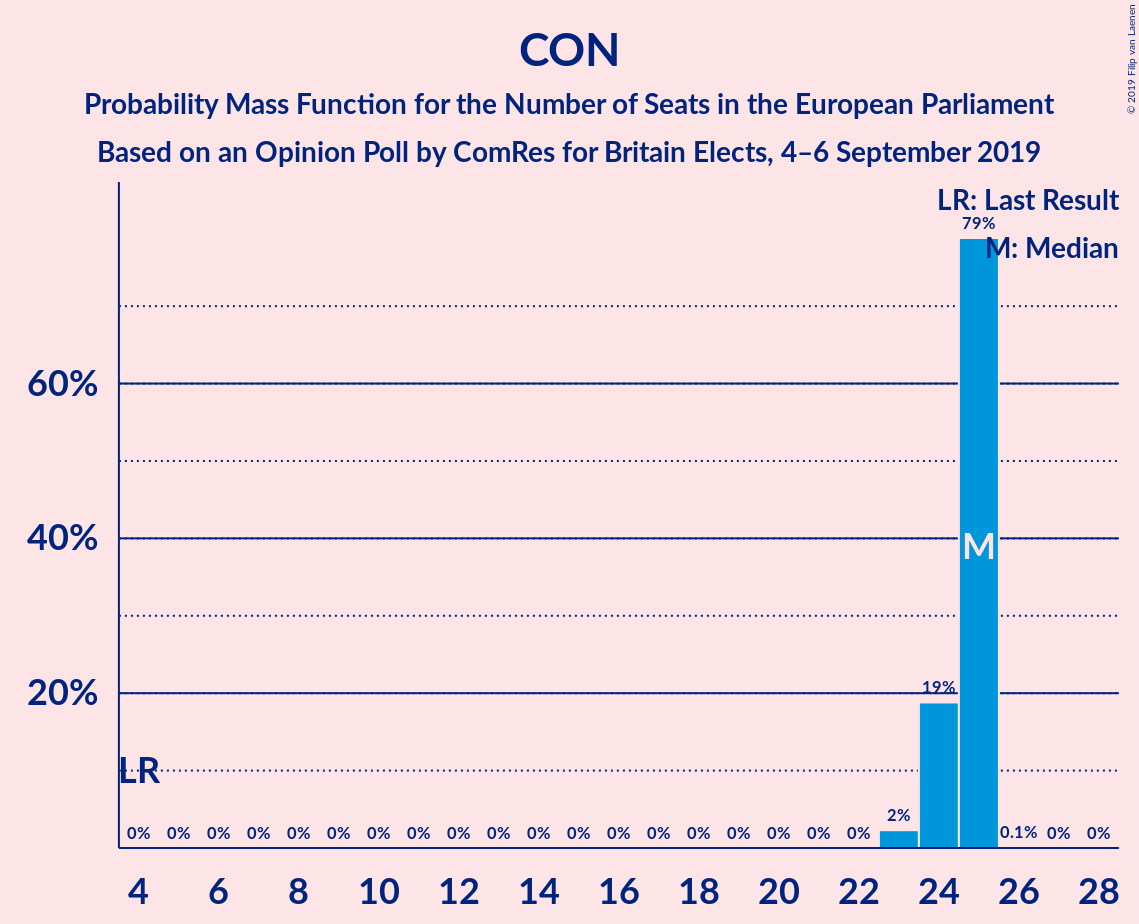 CON
Probability Mass Function for the Number of Seats in the European Parliament
Based on an Opinion Poll by ComRes for Britain Elects, 4–6 September 2019
© 2019 Filip van Laenen
LR: Last Result
79%
M: Median
60%
40%
M
20%
19%
LR
2%
0% 0% 0% 0% 0% 0% 0% 0% 0% 0% 0% 0% 0% 0% 0% 0% 0% 0% 0% 0.1% 0% 0%
4 6 8 10 12 14 16 18 20 22 24 26 28